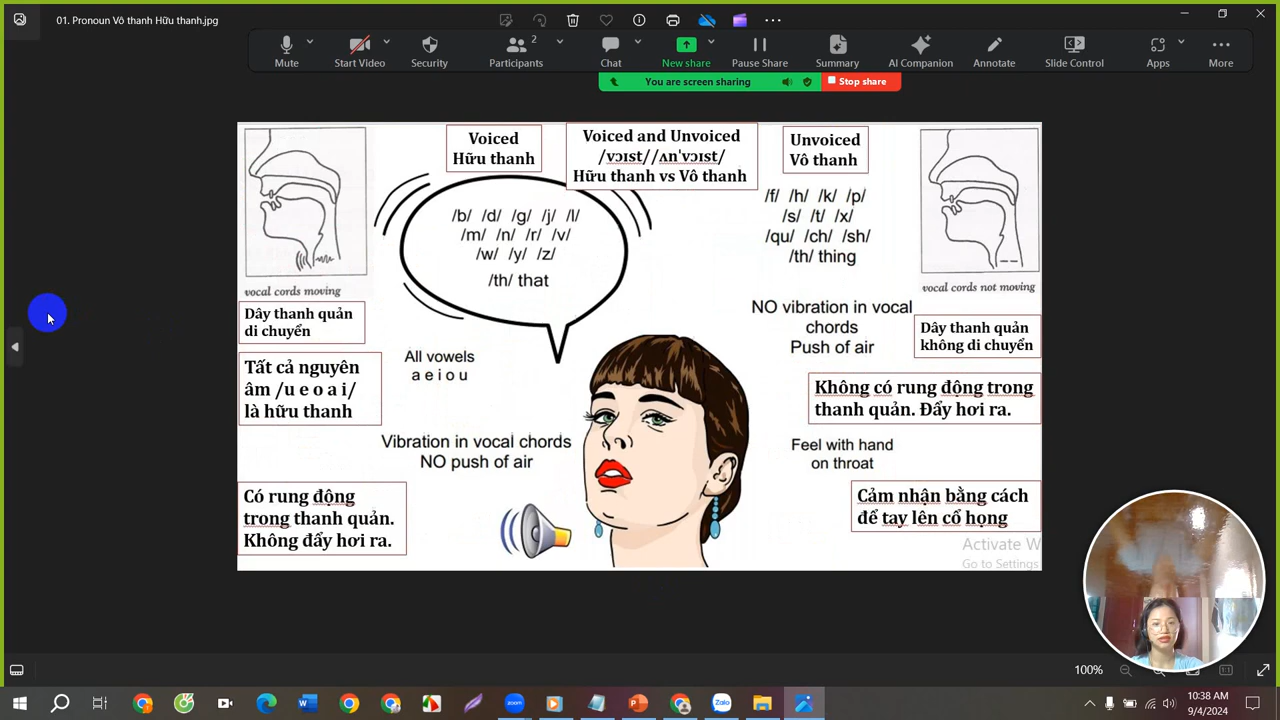 01. Pronoun Vô thanh Hữu thanh.jpg
Mute
Start Video
Security
Participants
2
Chat
New share
Pause Share
Summary
AI Companion
Annotate
Slide Control
Apps
More
You are screen sharing
Stop share
Voiced
Hữu thanh
Voiced and Unvoiced
/vɔɪst//ʌnˈvɔɪst/
Hữu thanh vs Vô thanh
Unvoiced
Vô thanh
/b/ /d/ /g/ /j/ /l/
/m/ /n/ /r/ /v/
/w/ /y/ /z/
/th/ that
/f/ /h/ /k/ /p/
/s/ /t/ /x/
/qu/ /ch/ /sh/
/th/ thing
vocal cords moving
vocal cords not moving
Dây thanh quản
di chuyển
NO vibration in vocal
chords
Push of air
Dây thanh quản
không di chuyển
Tất cả nguyên
âm /u e o a i/
là hữu thanh
All vowels
a e i o u
Không có rung động trong
thanh quản. Đẩy hơi ra.
Vibration in vocal chords
NO push of air
Feel with hand
on throat
Có rung động
trong thanh quản.
Không đẩy hơi ra.
Cảm nhận bằng cách
để tay lên cổ họng
Activate W
Go to Settings
100%
1:1
10:38 AM
9/4/2024